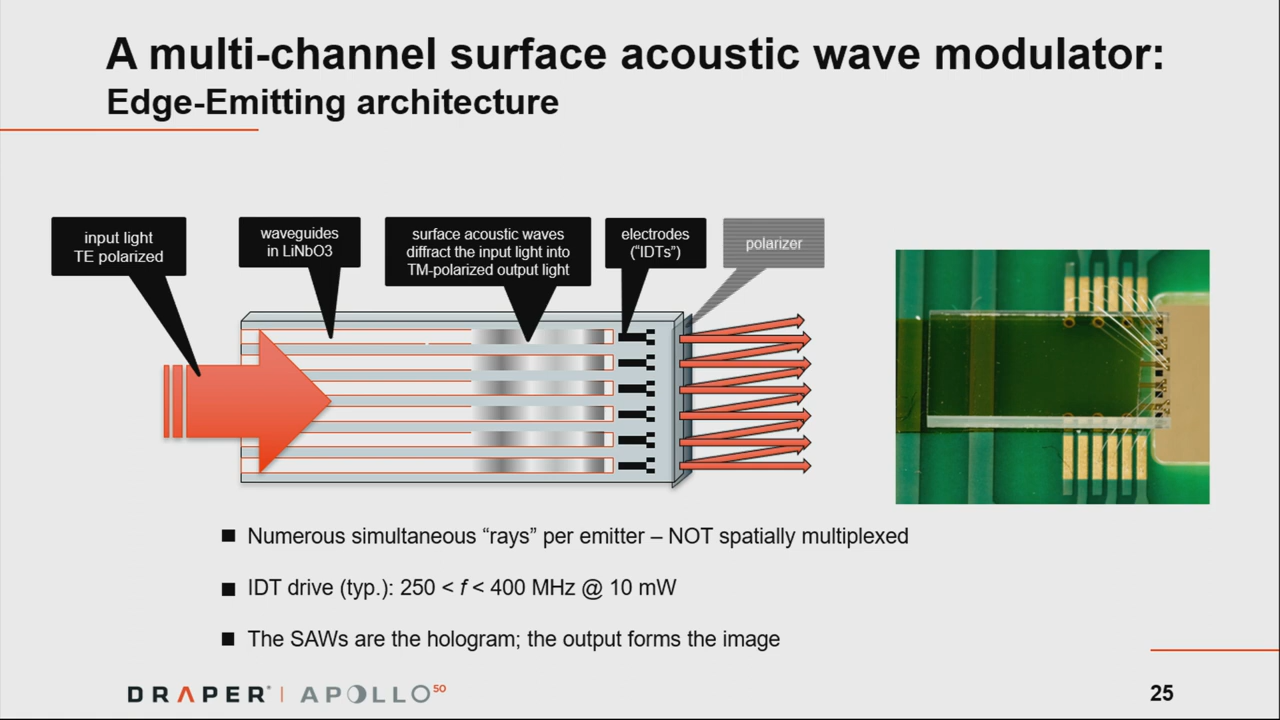 A multi-channel surface acoustic wave modulator:
Edge-Emitting architecture
input light
TE polarized
waveguides
in LiNbO3
surface acoustic waves
diffract the input light into
TM-polarized output light
electrodes
(“IDTs”)
polarizer
■ Numerous simultaneous “rays” per emitter – NOT spatially multiplexed
■ IDT drive (typ.): 250 < f < 400 MHz @ 10 mW
■ The SAWs are the hologram; the output forms the image
DRAPER® | APOLLO50
25